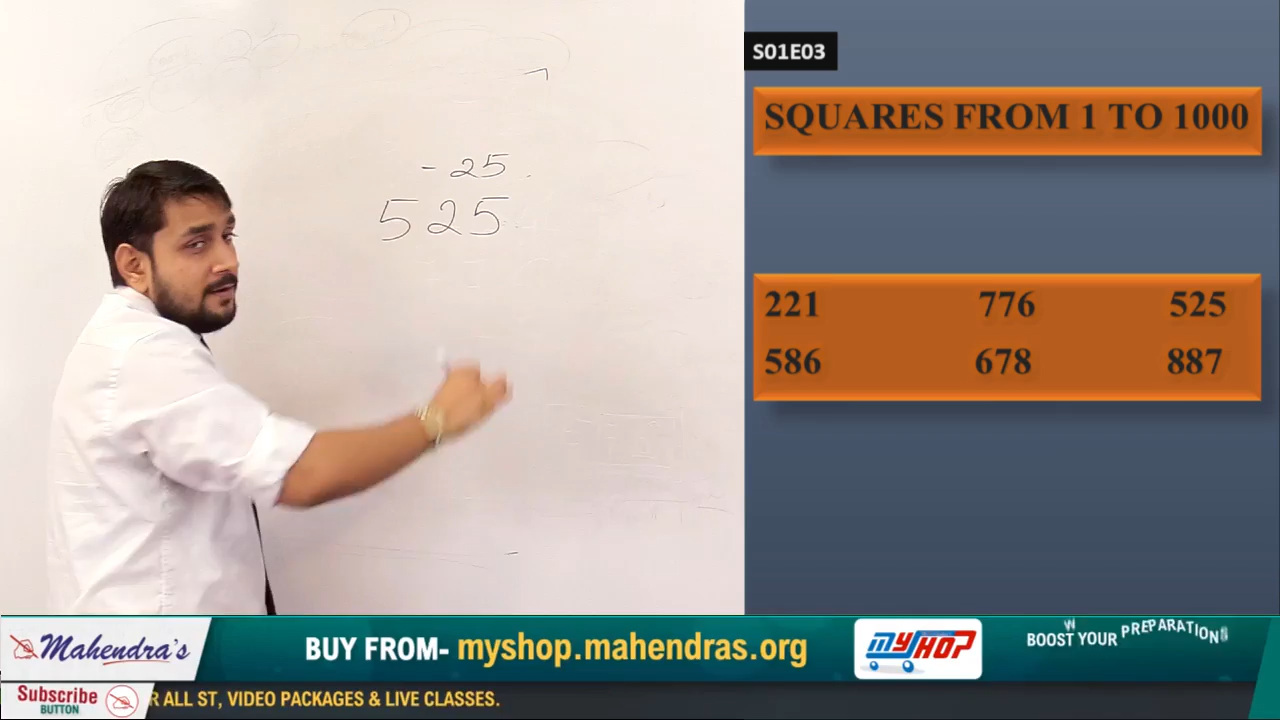 - 25
525
S01E03
SQUARES FROM 1 TO 1000
221 776 525
586 678 887
Mahendra's
BUY FROM- myshop.mahendras.org
MYSHOP
BOOST YOUR PREPARATION
Subscribe
BUTTON
R ALL ST, VIDEO PACKAGES & LIVE CLASSES.